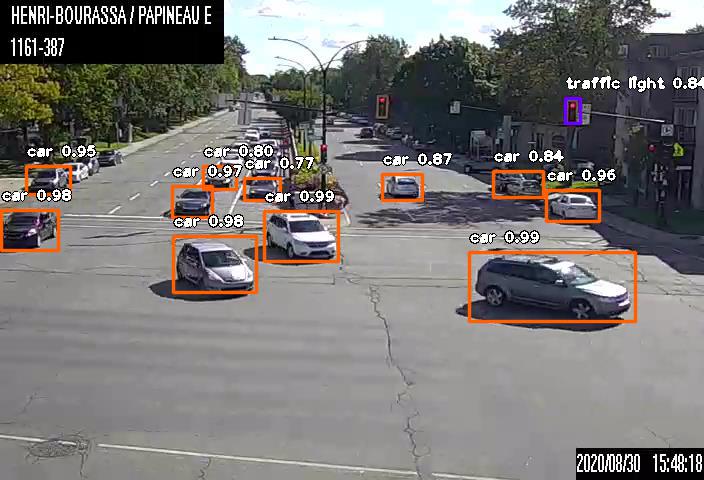 HENRI-BOURASSA / PAPINEAU E
1161-387
traffic light 0.84
car 0.95
car 0.80
car 0.77
car 0.87
car 0.84
car 0.97
car 0.96
car 0.98
car 0.99
car 0.98
car 0.99
2020/08/30 15:48:18